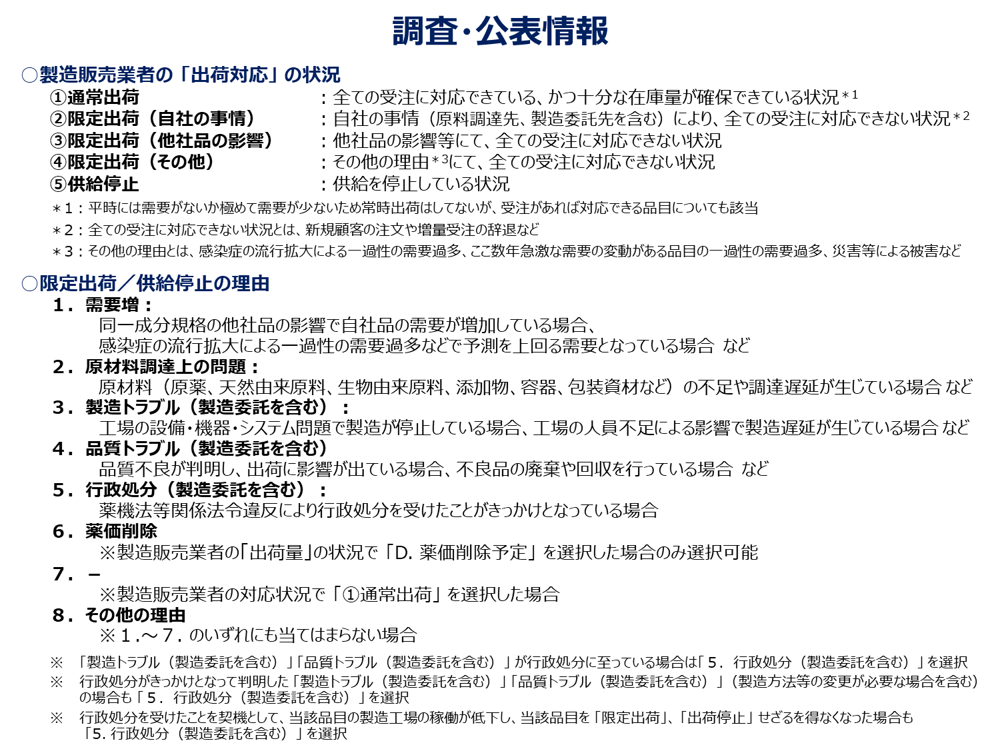 調査･公表情報
○製造販売業者の「出荷対応」の状況
①通常出荷：全ての受注に対応できている、かつ十分な在庫量が確保できている状況＊1
②限定出荷（自社の事情）：自社の事情（原料調達先、製造委託先を含む）により、全ての受注に対応できない状況＊2
③限定出荷（他社品の影響）：他社品の影響等にて、全ての受注に対応できない状況
④限定出荷（その他）：その他の理由＊3にて、全ての受注に対応できない状況
⑤供給停止：供給を停止している状況
＊1：平時には需要がないか極めて需要が少ないため常時出荷はしてないが、受注があれば対応できる品目についても該当
＊2：全ての受注に対応できない状況とは、新規顧客の注文や増量受注の辞退など
＊3：その他の理由とは、感染症の流行拡大による一過性の需要過多、ここ数年急激な需要の変動がある品目の一過性の需要過多、災害等による被害など
○限定出荷／供給停止の理由
１．需要増：
同一成分規格の他社品の影響で自社品の需要が増加している場合、
感染症の流行拡大による一過性の需要過多などで予測を上回る需要となっている場合 など
２．原材料調達上の問題：
原材料（原薬、天然由来原料、生物由来原料、添加物、容器、包装資材など）の不足や調達遅延が生じている場合 など
３．製造トラブル（製造委託を含む）：
工場の設備･機器･システム問題で製造が停止している場合、工場の人員不足による影響で製造遅延が生じている場合 など
４．品質トラブル（製造委託を含む）
品質不良が判明し、出荷に影響が出ている場合、不良品の廃棄や回収を行っている場合 など
５．行政処分（製造委託を含む）：
薬機法等関係法令違反により行政処分を受けたことがきっかけとなっている場合
６．薬価削除
※製造販売業者の「出荷量」の状況で「D. 薬価削除予定」を選択した場合のみ選択可能
７．－
※製造販売業者の対応状況で「①通常出荷」を選択した場合
８．その他の理由
※１.～７. のいずれにも当てはまらない場合
※ 「製造トラブル（製造委託を含む）」「品質トラブル（製造委託を含む）」が行政処分に至っている場合は「５．行政処分（製造委託を含む）」を選択
※ 行政処分がきっかけとなって判明した「製造トラブル（製造委託を含む）」「品質トラブル（製造委託を含む）」（製造方法等の変更が必要な場合を含む）
の場合も「５．行政処分（製造委託を含む）」を選択
※ 行政処分を受けたことを契機として、当該品目の製造工場の稼働が低下し、当該品目を「限定出荷」、「出荷停止」せざるを得なくなった場合も
「5. 行政処分（製造委託を含む）」を選択